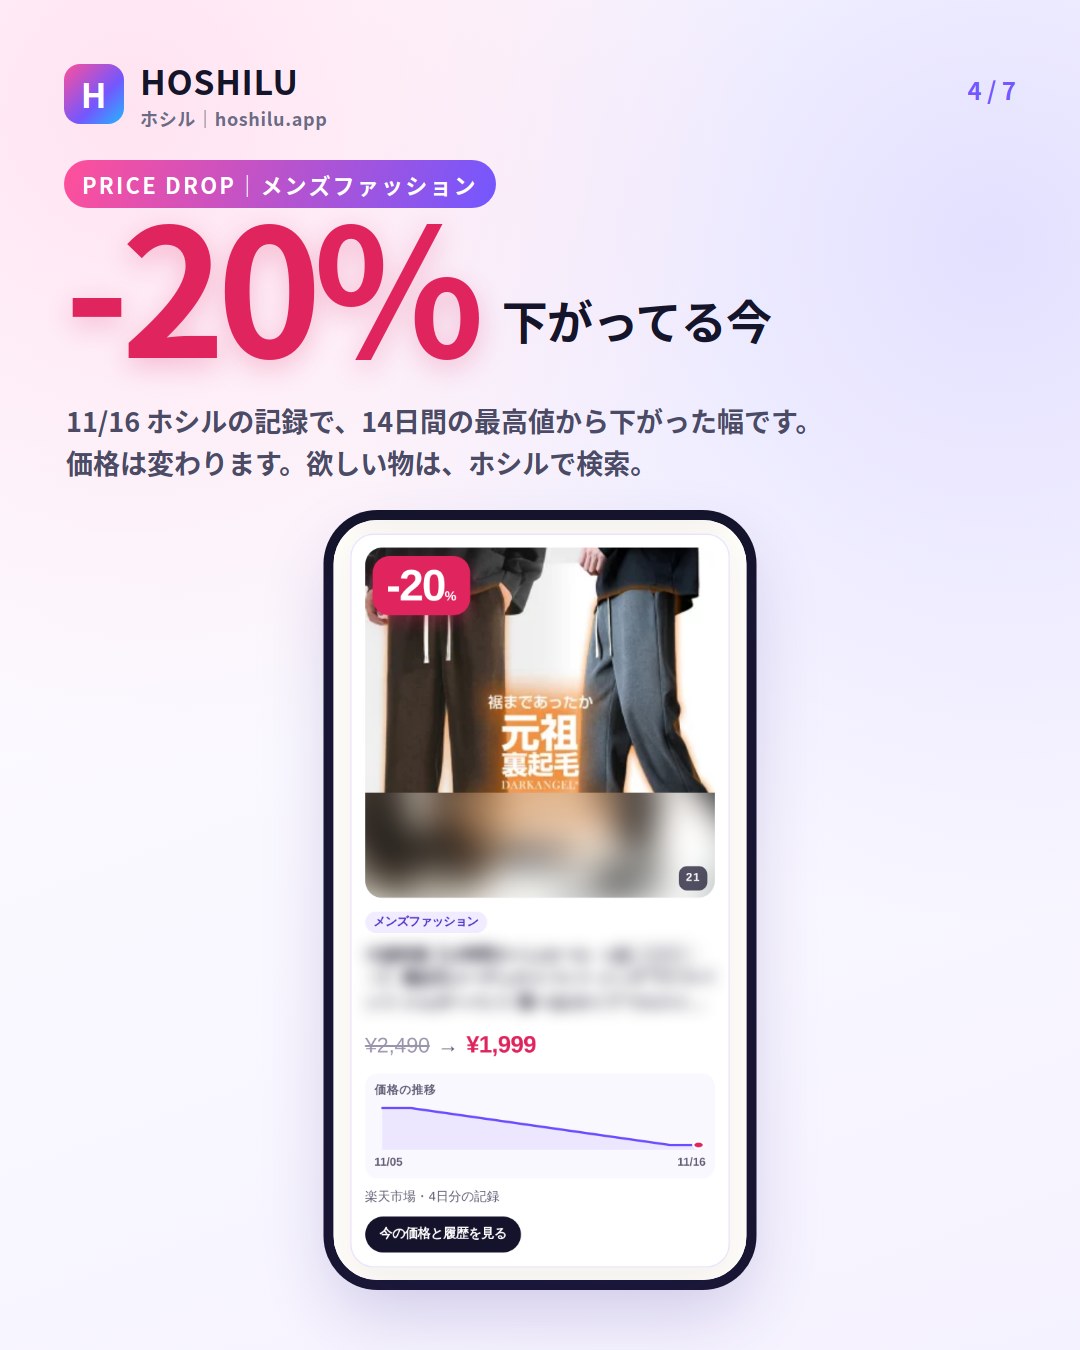 H
HOSHILU
ホシル｜hoshilu.app
4 / 7
PRICE DROP｜メンズファッション
-20%
下がってる今
11/16 ホシルの記録で、14日間の最高値から下がった幅です。
価格は変わります。欲しい物は、ホシルで検索。
-20%
裾まであったか
元祖
裏起毛
DARKANGEL
21
メンズファッション
¥2,490 → ¥1,999
価格の推移
11/05 11/16
楽天市場・4日分の記録
今の価格と履歴を見る